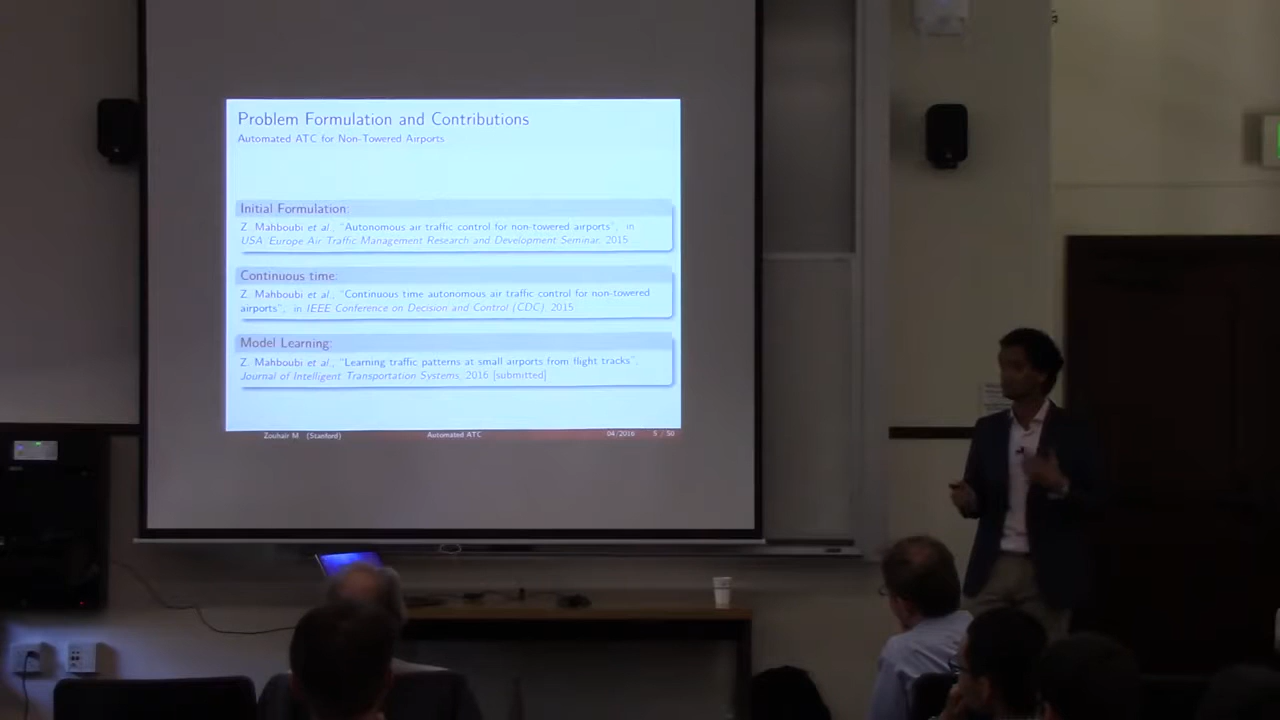 Problem Formulation and Contributions
Automated ATC for Non-Towered Airports
Initial Formulation:
Z. Mahboubi et al., "Autonomous air traffic control for non-towered airports", in
USA Europe Air Traffic Management Research and Development Seminar, 2015
Continuous time:
Z. Mahboubi et al., "Continuous time autonomous air traffic control for non-towered
airports", in IEEE Conference on Decision and Control (CDC), 2015
Model Learning:
Z. Mahboubi et al., "Learning traffic patterns at small airports from flight tracks",
Journal of Intelligent Transportation Systems, 2016 [submitted]
Zouhair M. (Stanford) Automated ATC 04/2016 5 / 50